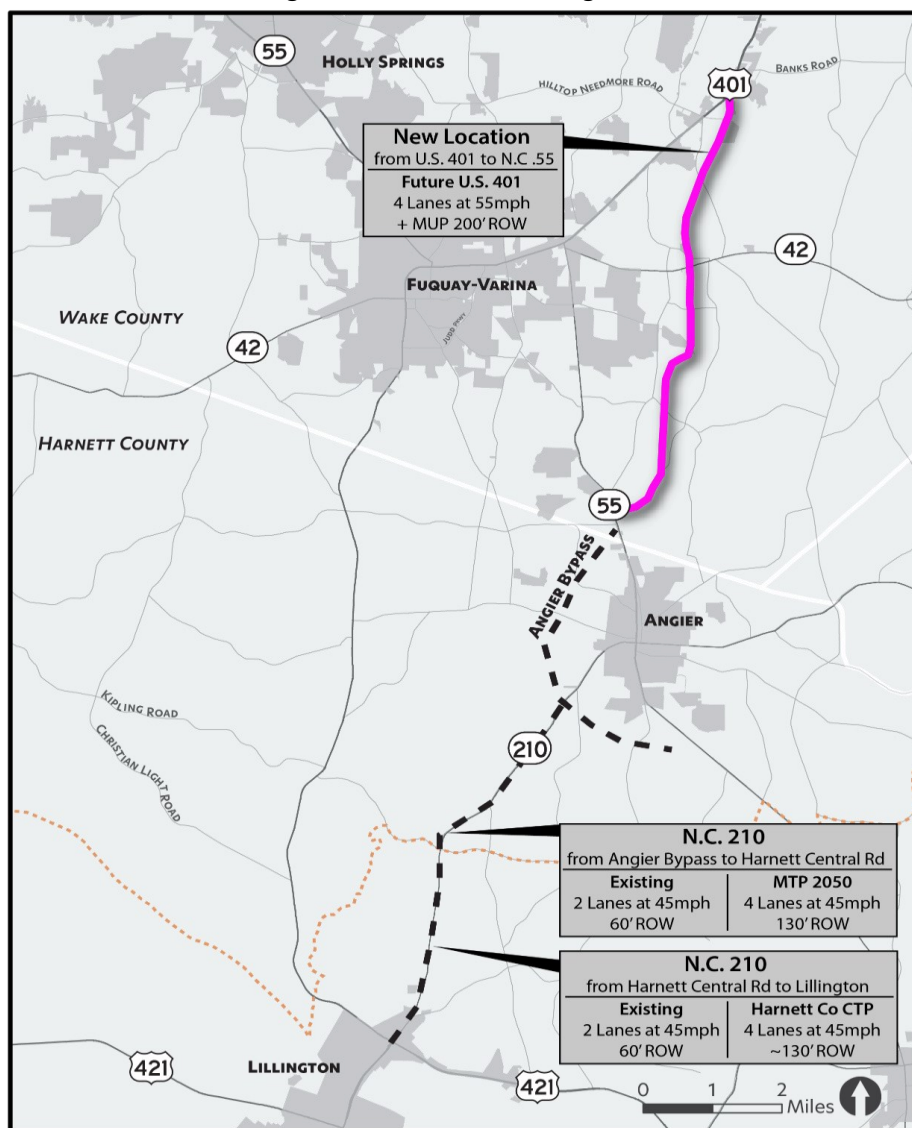 55
HOLLY SPRINGS
HILLTOP NEEDMORE ROAD
BANKS ROAD
401
New Location
from U.S. 401 to N.C .55
Future U.S. 401
4 Lanes at 55mph
+ MUP 200' ROW
42
FUQUAY-VARINA
JUDD PKWY
WAKE COUNTY
42
HARNETT COUNTY
55
ANGIER BYPASS
ANGIER
KIPLING ROAD
CHRISTIAN LIGHT ROAD
210
N.C. 210
from Angier Bypass to Harnett Central Rd
Existing
2 Lanes at 45mph
60' ROW
MTP 2050
4 Lanes at 45mph
130' ROW
N.C. 210
from Harnett Central Rd to Lillington
Existing
2 Lanes at 45mph
60' ROW
Harnett Co CTP
4 Lanes at 45mph
~130' ROW
LILLINGTON
421
421
0 1 2
Miles